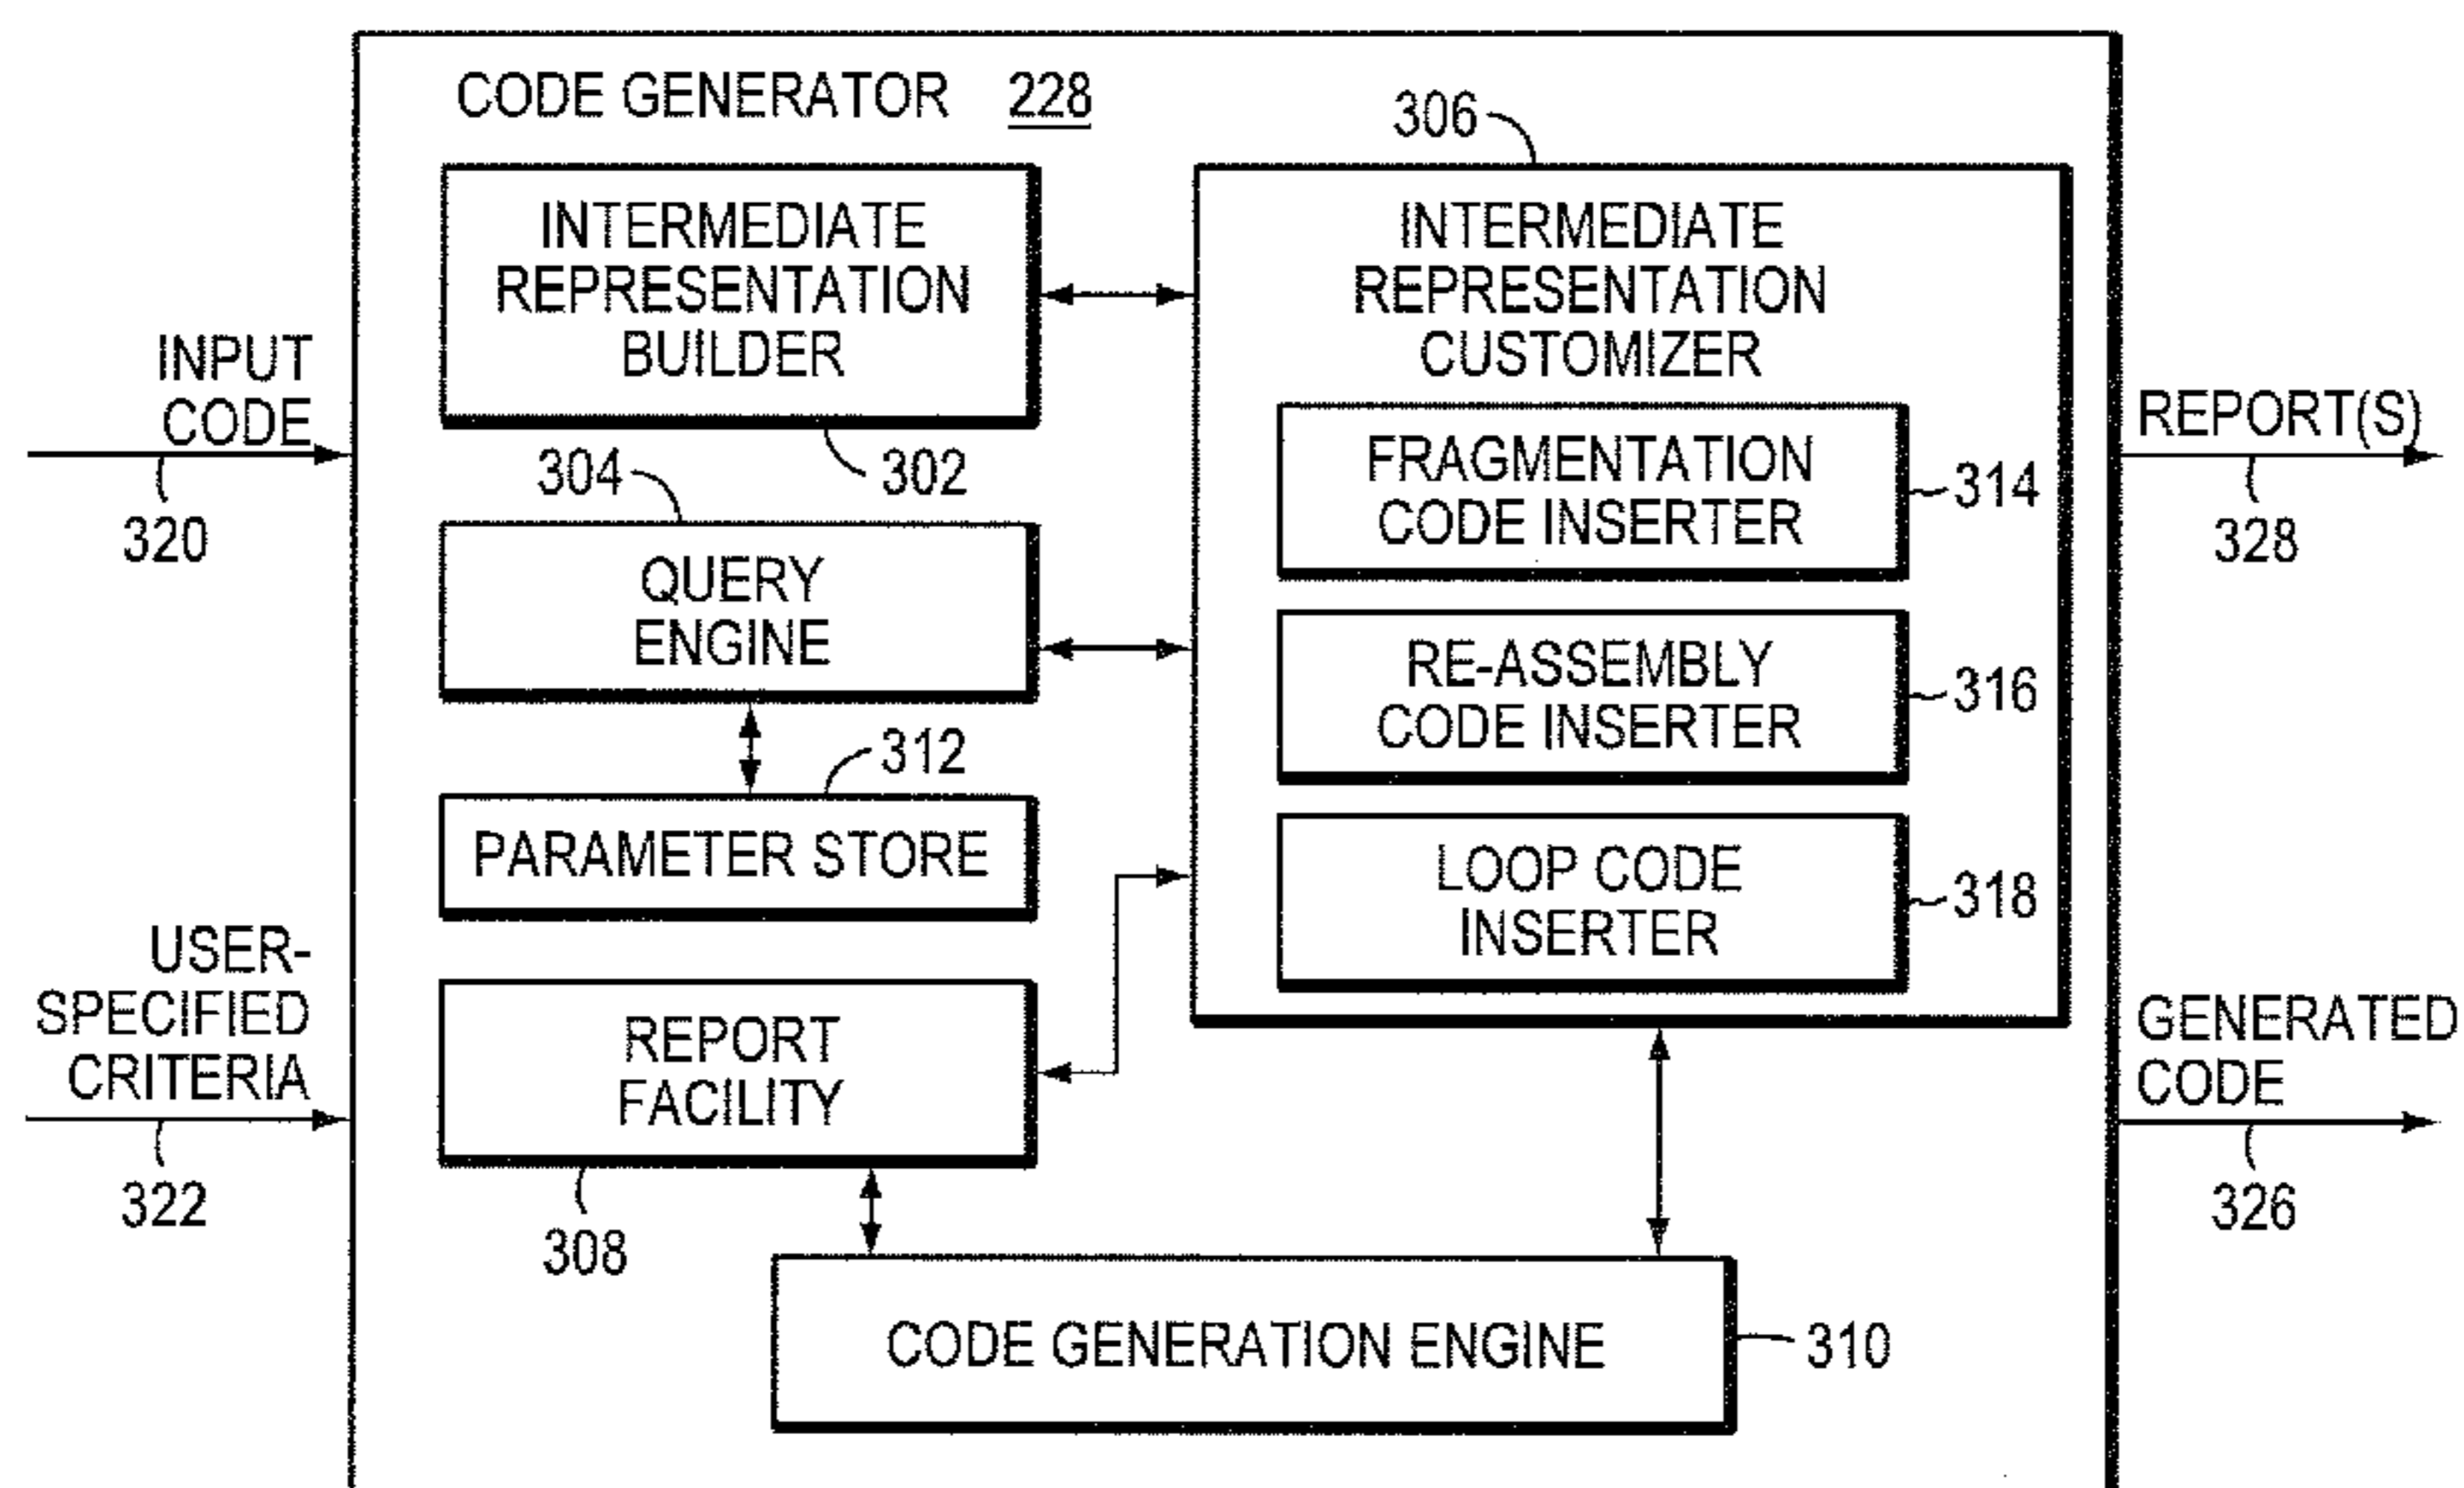 CODE GENERATOR 228
306
INTERMEDIATE
REPRESENTATION
BUILDER
302
INTERMEDIATE
REPRESENTATION
CUSTOMIZER
INPUT
CODE
320
304
QUERY
ENGINE
FRAGMENTATION
CODE INSERTER
314
REPORT(S)
328
RE-ASSEMBLY
CODE INSERTER
316
312
PARAMETER STORE
LOOP CODE
INSERTER
318
USER-
SPECIFIED
CRITERIA
322
REPORT
FACILITY
308
GENERATED
CODE
326
CODE GENERATION ENGINE
310